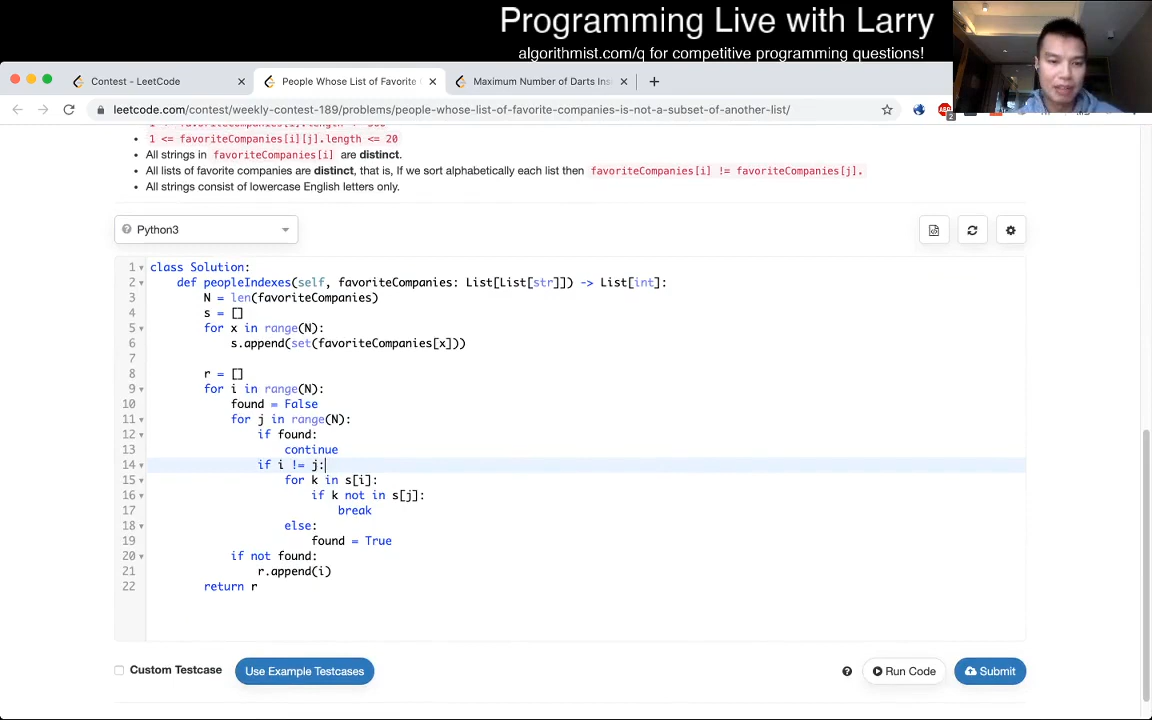 Programming Live with Larry
algorithmist.com/q for competitive programming questions!
Contest - LeetCode
People Whose List of Favorite
Maximum Number of Darts Ins
leetcode.com/contest/weekly-contest-189/problems/people-whose-list-of-favorite-companies-is-not-a-subset-of-another-list/
1 <= favoriteCompanies[i][j].length <= 20
All strings in favoriteCompanies[i] are distinct.
All lists of favorite companies are distinct, that is, If we sort alphabetically each list then favoriteCompanies[i] != favoriteCompanies[j].
All strings consist of lowercase English letters only.
Python3
1 class Solution:
2 def peopleIndexes(self, favoriteCompanies: List[List[str]]) -> List[int]:
3 N = len(favoriteCompanies)
4 s = []
5 for x in range(N):
6 s.append(set(favoriteCompanies[x]))
7
8 r = []
9 for i in range(N):
10 found = False
11 for j in range(N):
12 if found:
13 continue
14 if i != j:
15 for k in s[i]:
16 if k not in s[j]:
17 break
18 else:
19 found = True
20 if not found:
21 r.append(i)
22 return r
Custom Testcase
Use Example Testcases
Run Code
Submit